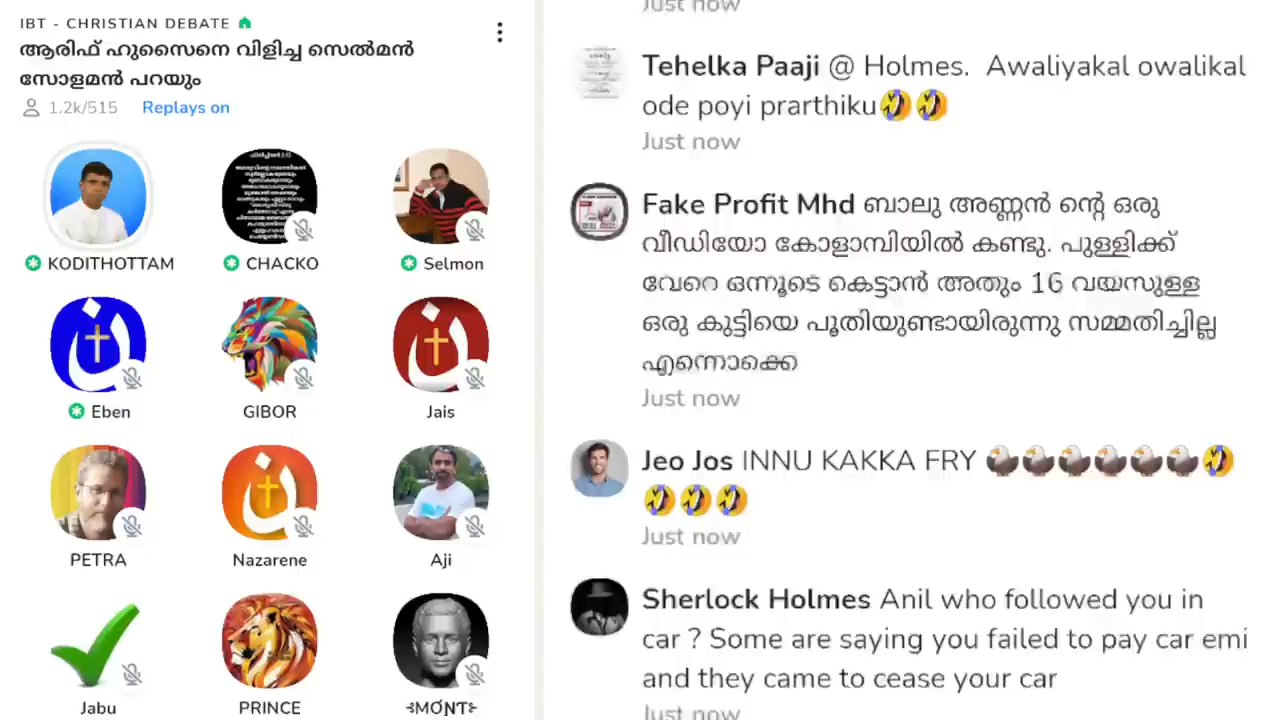 IBT - CHRISTIAN DEBATE
ആരിഫ് ഹുസൈനെ വിളിച്ച സെൽമൻ
സോളമൻ പറയും
1.2k/515 Replays on
KODITHOTTAM
CHACKO
Selmon
Eben
GIBOR
Jais
PETRA
Nazarene
Aji
Jabu
PRINCE
Just now
Tehelka Paaji @ Holmes. Awaliyakal owalikal
ode poyi prarthiku🤣🤣
Just now
Fake Profit Mhd ബാലു അണ്ണൻ ന്റെ ഒരു
വീഡിയോ കോളാമ്പിയിൽ കണ്ടു. പുള്ളിക്ക്
വേറെ ഒന്നൂടെ കെട്ടാൻ അതും 16 വയസുള്ള
ഒരു കുട്ടിയെ പൂതിയുണ്ടായിരുന്നു സമ്മതിച്ചില്ല
എന്നൊക്കെ
Just now
Jeo Jos INNU KAKKA FRY 🦅🦅🦅🦅🦅🦅🤣
🤣🤣🤣
Just now
Sherlock Holmes Anil who followed you in
car ? Some are saying you failed to pay car emi
and they came to cease your car
Just now